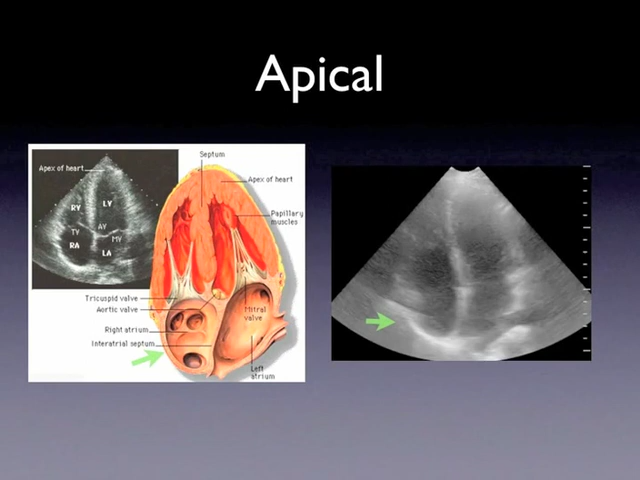 Apical
Septum
Apex of heart
Apex of heart
Papillary
muscles
RV
LV
TV
AV
MV
RA
LA
Tricuspid valve
Aortic valve
Mitral
valve
Right atrium
Interatrial septum
Left
atrium